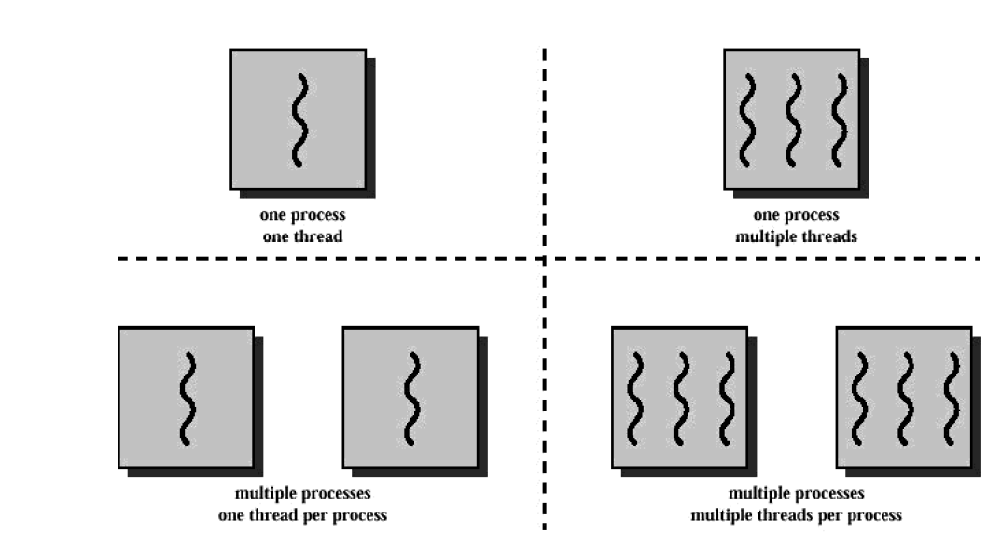 one process
one thread
one process
multiple threads
multiple processes
one thread per process
multiple processes
multiple threads per process